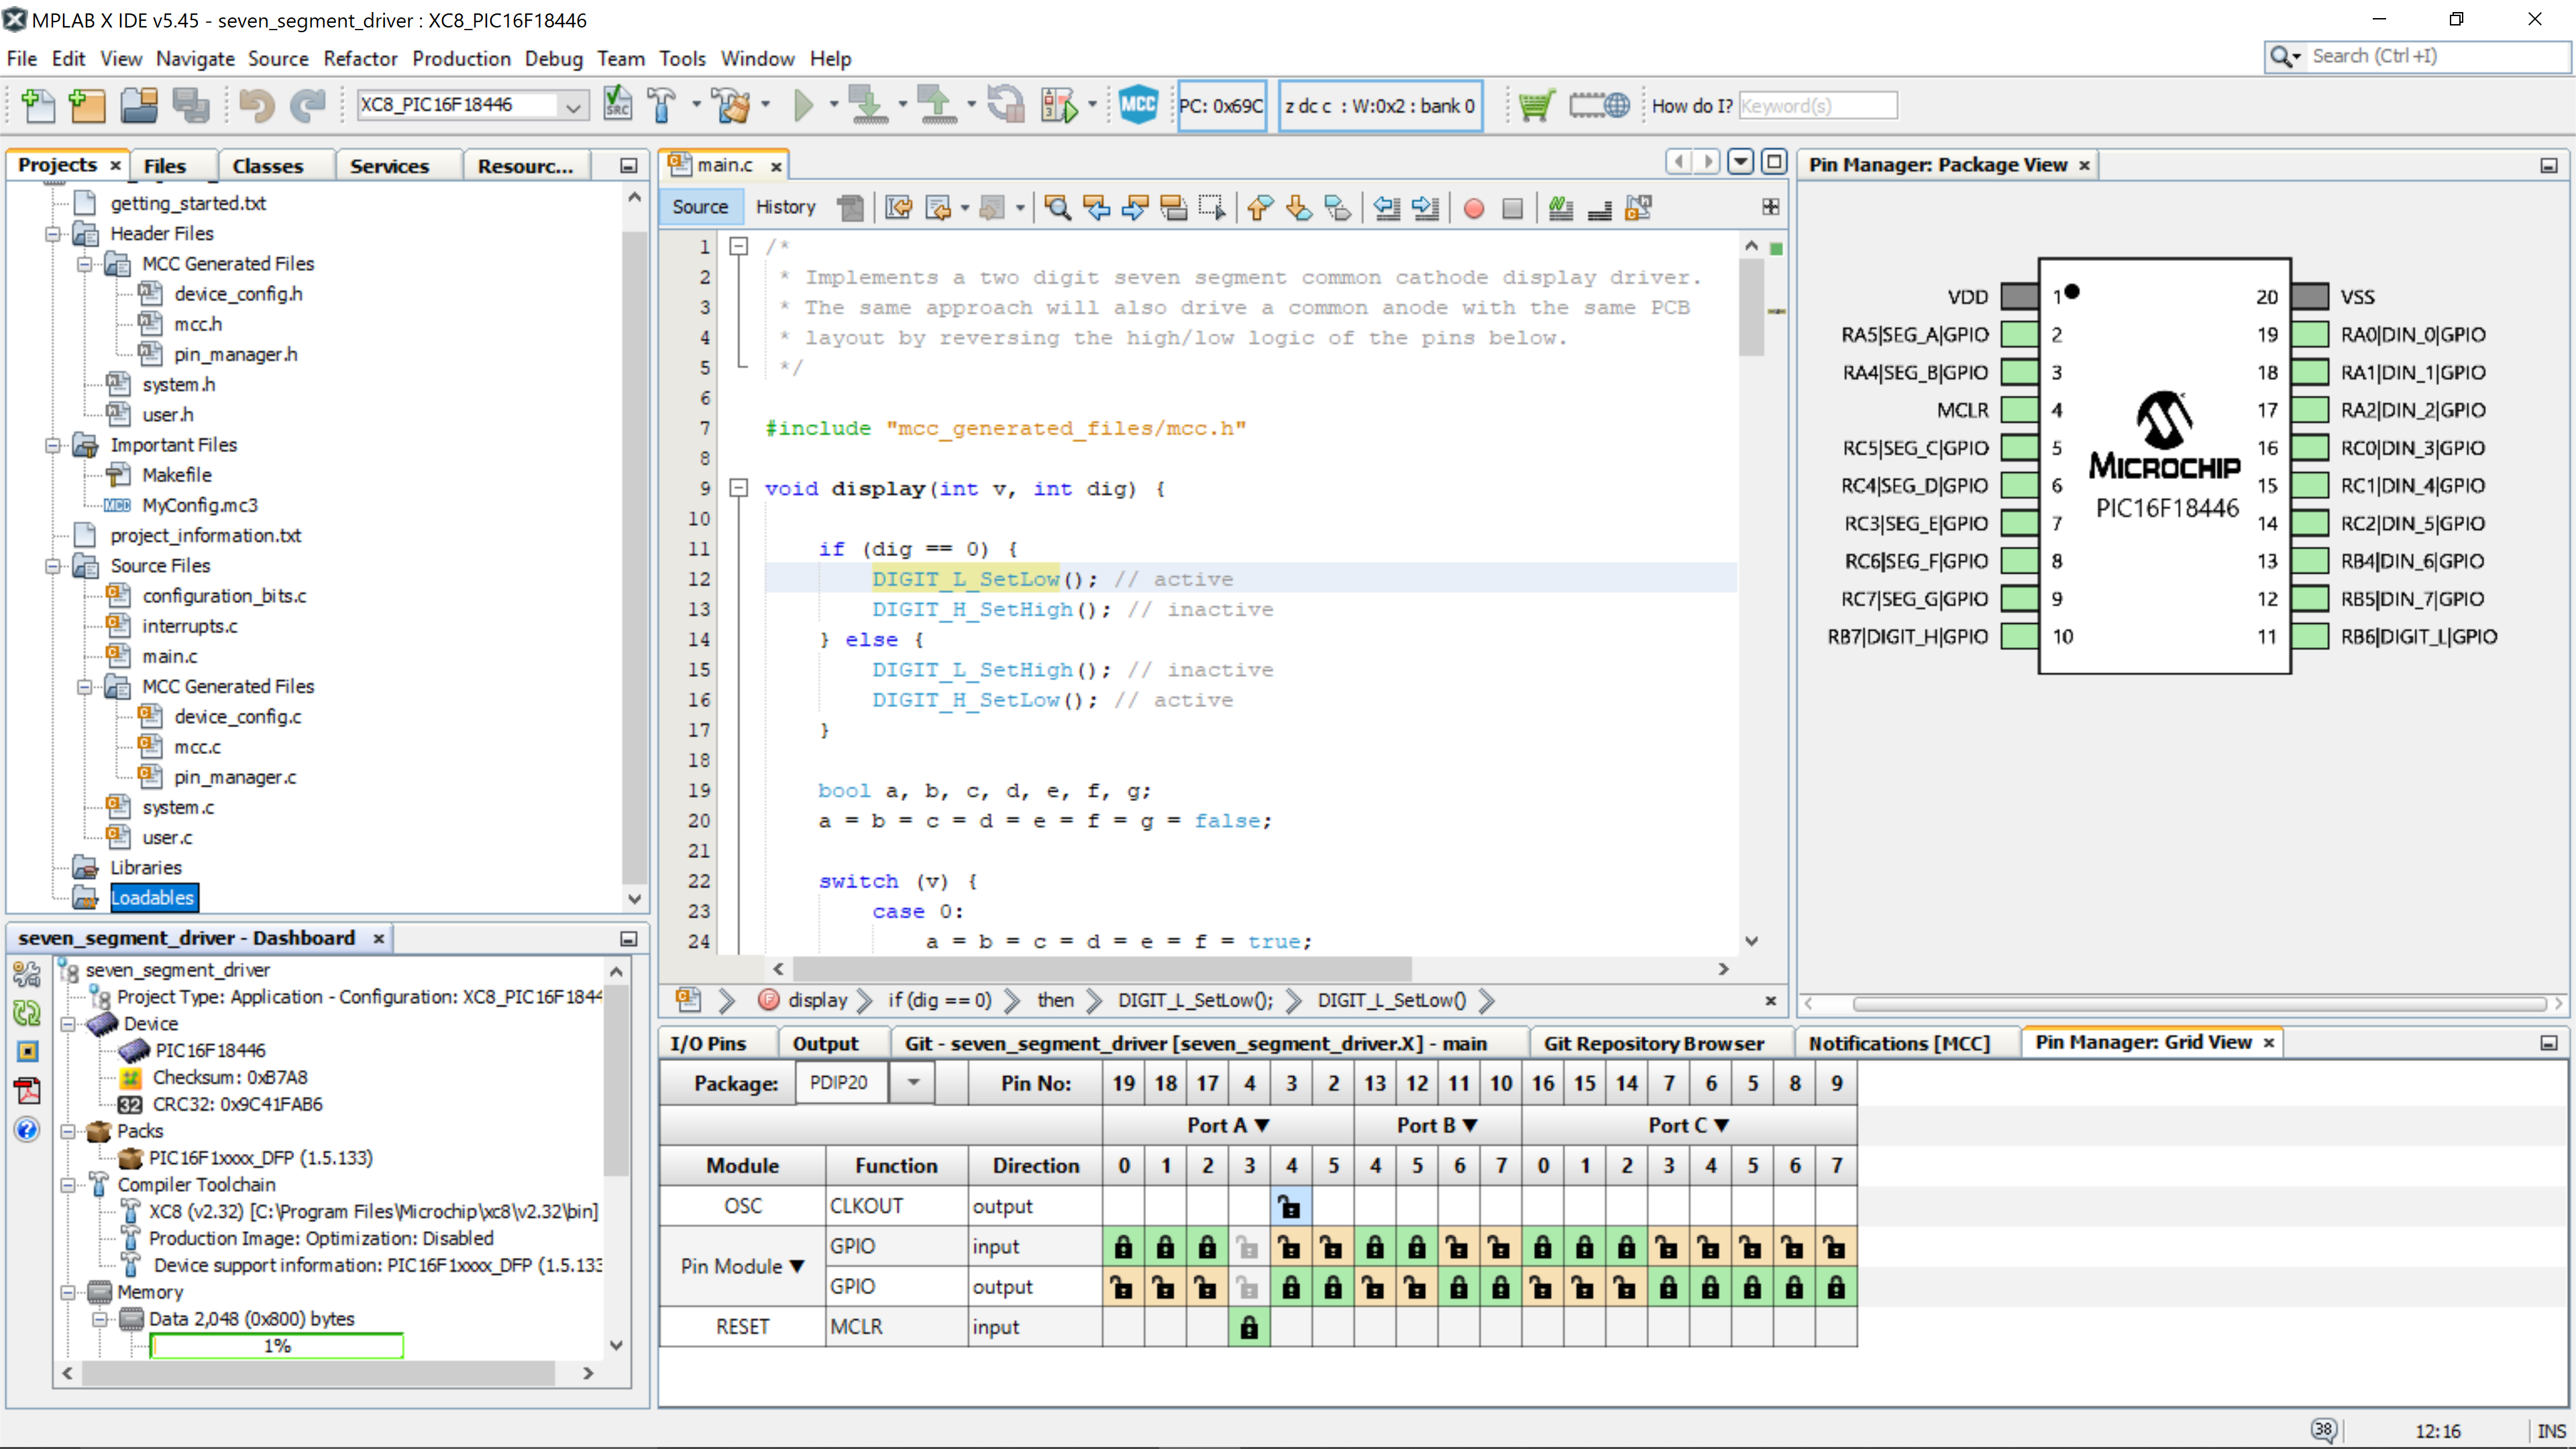 MPLAB X IDE v5.45 - seven_segment_driver : XC8_PIC16F18446
File Edit View Navigate Source Refactor Production Debug Team Tools Window Help
Search (Ctrl+I)
XC8_PIC16F18446
SRC
MCC
PC: 0x69C
z dc c : W:0x2 : bank 0
How do I?
Keyword(s)
Projects
Files
Classes
Services
Resourc...
getting_started.txt
Header Files
MCC Generated Files
device_config.h
mcc.h
pin_manager.h
system.h
user.h
Important Files
Makefile
MCC MyConfig.mc3
project_information.txt
Source Files
configuration_bits.c
interrupts.c
main.c
MCC Generated Files
device_config.c
mcc.c
pin_manager.c
system.c
user.c
Libraries
Loadables
seven_segment_driver - Dashboard
seven_segment_driver
Project Type: Application - Configuration: XC8_PIC16F1844
Device
PIC16F18446
Checksum: 0xB7A8
32 CRC32: 0x9C41FAB6
Packs
PIC16F1xxxx_DFP (1.5.133)
Compiler Toolchain
XC8 (v2.32) [C:\Program Files\Microchip\xc8\v2.32\bin]
Production Image: Optimization: Disabled
Device support information: PIC16F1xxxx_DFP (1.5.133
Memory
Data 2,048 (0x800) bytes
1%
main.c
Source History
1 /*
2 * Implements a two digit seven segment common cathode display driver.
3 * The same approach will also drive a common anode with the same PCB
4 * layout by reversing the high/low logic of the pins below.
5 */
6
7 #include "mcc_generated_files/mcc.h"
8
9 void display(int v, int dig) {
10
11 if (dig == 0) {
12 DIGIT_L_SetLow(); // active
13 DIGIT_H_SetHigh(); // inactive
14 } else {
15 DIGIT_L_SetHigh(); // inactive
16 DIGIT_H_SetLow(); // active
17 }
18
19 bool a, b, c, d, e, f, g;
20 a = b = c = d = e = f = g = false;
21
22 switch (v) {
23 case 0:
24 a = b = c = d = e = f = true;
display if (dig == 0) then DIGIT_L_SetLow(); DIGIT_L_SetLow()
Pin Manager: Package View
VDD 1 20 VSS
RA5|SEG_A|GPIO 2 19 RA0|DIN_0|GPIO
RA4|SEG_B|GPIO 3 18 RA1|DIN_1|GPIO
MCLR 4 17 RA2|DIN_2|GPIO
RC5|SEG_C|GPIO 5 16 RC0|DIN_3|GPIO
MICROCHIP
RC4|SEG_D|GPIO 6 15 RC1|DIN_4|GPIO
PIC16F18446
RC3|SEG_E|GPIO 7 14 RC2|DIN_5|GPIO
RC6|SEG_F|GPIO 8 13 RB4|DIN_6|GPIO
RC7|SEG_G|GPIO 9 12 RB5|DIN_7|GPIO
RB7|DIGIT_H|GPIO 10 11 RB6|DIGIT_L|GPIO
I/O Pins
Output
Git - seven_segment_driver [seven_segment_driver.X] - main
Git Repository Browser
Notifications [MCC]
Pin Manager: Grid View
Package: PDIP20 Pin No: 19 18 17 4 3 2 13 12 11 10 16 15 14 7 6 5 8 9
Port A ▼ Port B ▼ Port C ▼
Module Function Direction 0 1 2 3 4 5 4 5 6 7 0 1 2 3 4 5 6 7
OSC CLKOUT output
Pin Module ▼
GPIO input
GPIO output
RESET MCLR input
38
12:16
INS